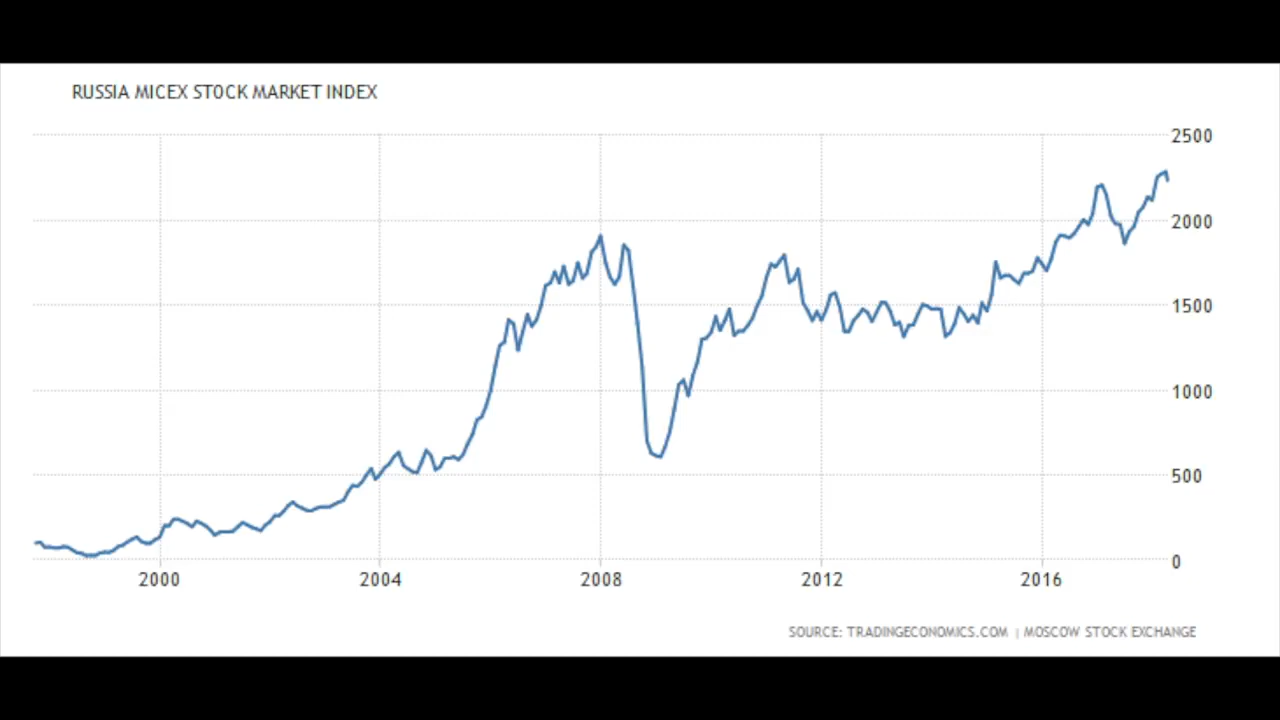 RUSSIA MICEX STOCK MARKET INDEX
2500
2000
1500
1000
500
0
2000 2004 2008 2012 2016
SOURCE: TRADINGECONOMICS.COM | MOSCOW STOCK EXCHANGE